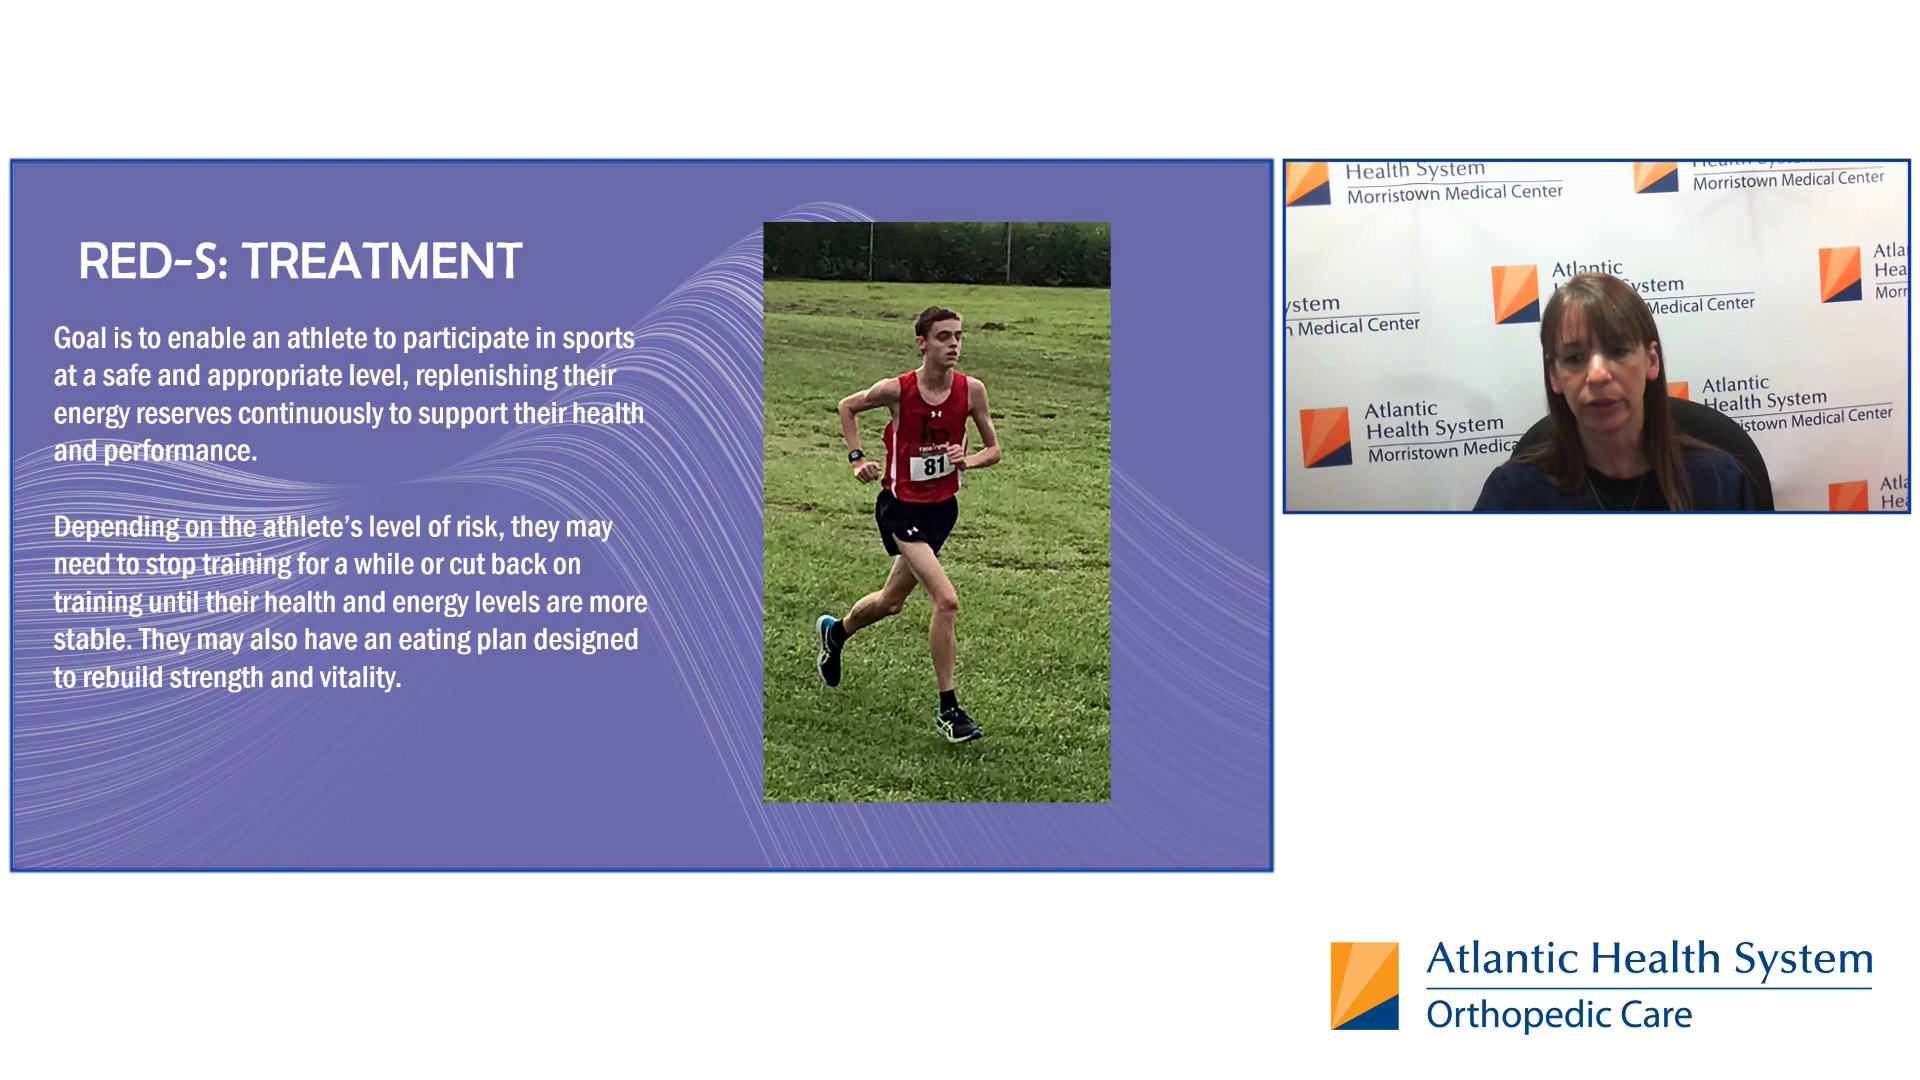 RED-S: TREATMENT
Goal is to enable an athlete to participate in sports
at a safe and appropriate level, replenishing their
energy reserves continuously to support their health
and performance.
Depending on the athlete’s level of risk, they may
need to stop training for a while or cut back on
training until their health and energy levels are more
stable. They may also have an eating plan designed
to rebuild strength and vitality.
81
Health System
Morristown Medical Center
Morristown Medical Center
Atlantic
Medical Center
Medical Center
Atlantic
Health System
Atlantic
Health System
Atlantic Health System
Orthopedic Care